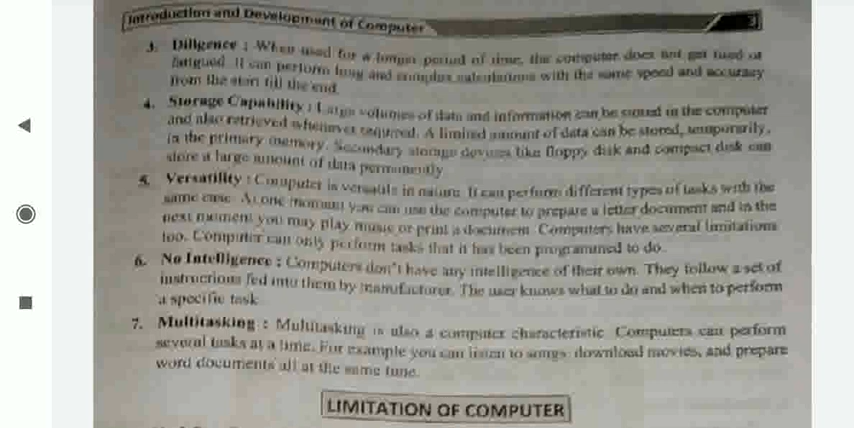 Introduction and Development of Computer
3
3. Diligence : When used for a longer period of time, the computer does not get tired or
fatigued. It can perform long and complex calculations with the same speed and accuracy
from the start till the end.
4. Storage Capability : Large volumes of data and information can be stored in the computer
and also retrieved whenever required. A limited amount of data can be stored, temporarily,
in the primary memory. Secondary storage devices like floppy disk and compact disk can
store a large amount of data permanently
5. Versatility : Computer is versatile in nature. It can perform different types of tasks with the
same ease. At one moment you can use the computer to prepare a letter document and in the
next moment you may play music or print a document. Computers have several limitations
too. Computer can only perform tasks that it has been programmed to do.
6. No Intelligence : Computers don't have any intelligence of their own. They follow a set of
instructions fed into them by manufacturer. The user knows what to do and when to perform
a specific task
7. Multitasking : Multitasking is also a computer characteristic. Computers can perform
several tasks at a time. For example you can listen to songs, download movies, and prepare
word documents all at the same time.
LIMITATION OF COMPUTER